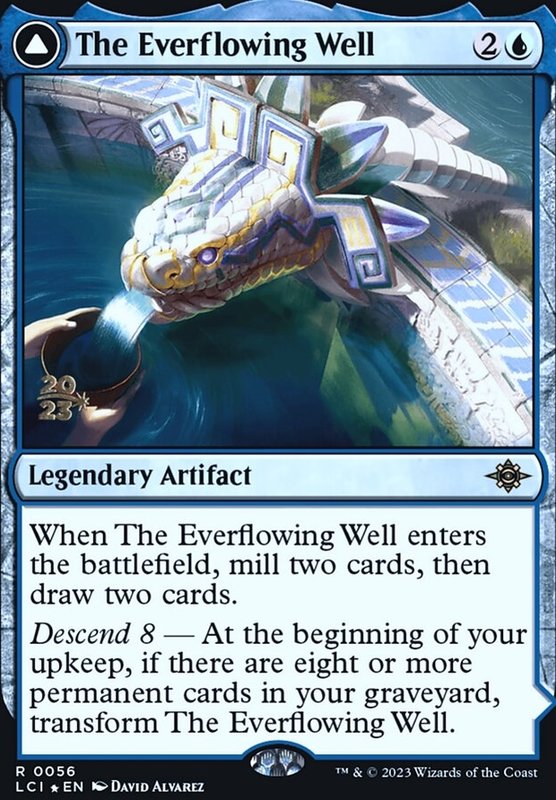 The Everflowing Well 2
20
23
Legendary Artifact
When The Everflowing Well enters
the battlefield, mill two cards, then
draw two cards.
Descend 8 — At the beginning of your
upkeep, if there are eight or more
permanent cards in your graveyard,
transform The Everflowing Well.
R 0056
LCI ★ EN DAVID ALVAREZ
™ & © 2023 Wizards of the Coast